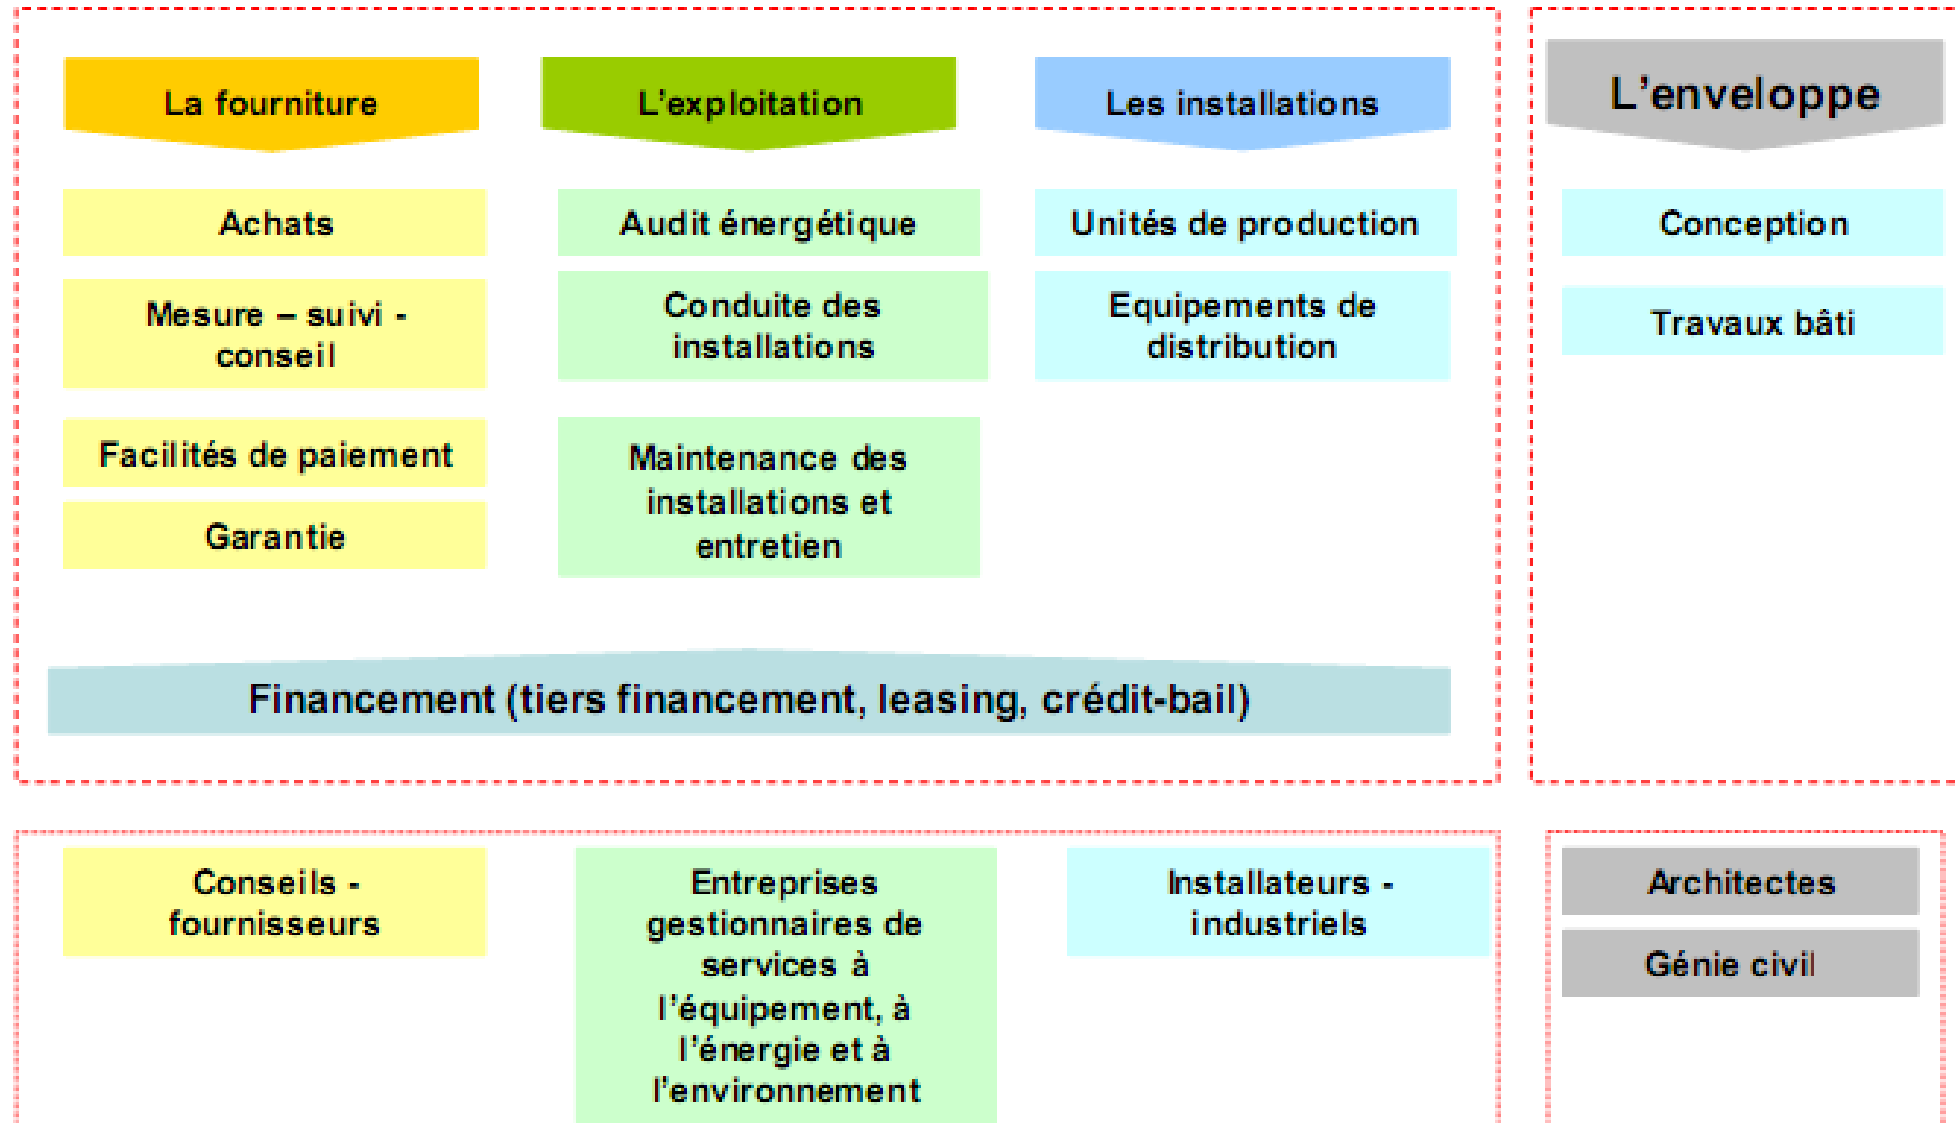 La fourniture
L'exploitation
Les installations
L'enveloppe
Achats
Audit énergétique
Unités de production
Conception
Mesure – suivi -
conseil
Conduite des
installations
Equipements de
distribution
Travaux bâti
Facilités de paiement
Garantie
Maintenance des
installations et
entretien
Financement (tiers financement, leasing, crédit-bail)
Conseils -
fournisseurs
Entreprises
gestionnaires de
services à
l'équipement, à
l'énergie et à
l'environnement
Installateurs -
industriels
Architectes
Génie civil